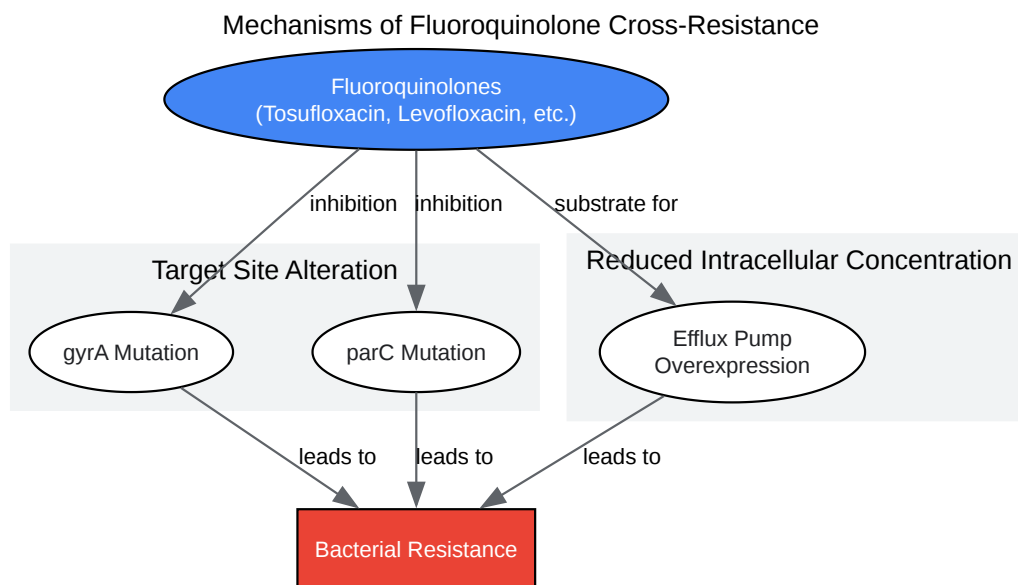 Mechanisms of Fluoroquinolone Cross-Resistance
Fluoroquinolones
(Tosufloxacin, Levofloxacin, etc.)
inhibition
inhibition
substrate for
Target Site Alteration
Reduced Intracellular Concentration
gyrA Mutation
parC Mutation
Efflux Pump
Overexpression
leads to
leads to
leads to
Bacterial Resistance